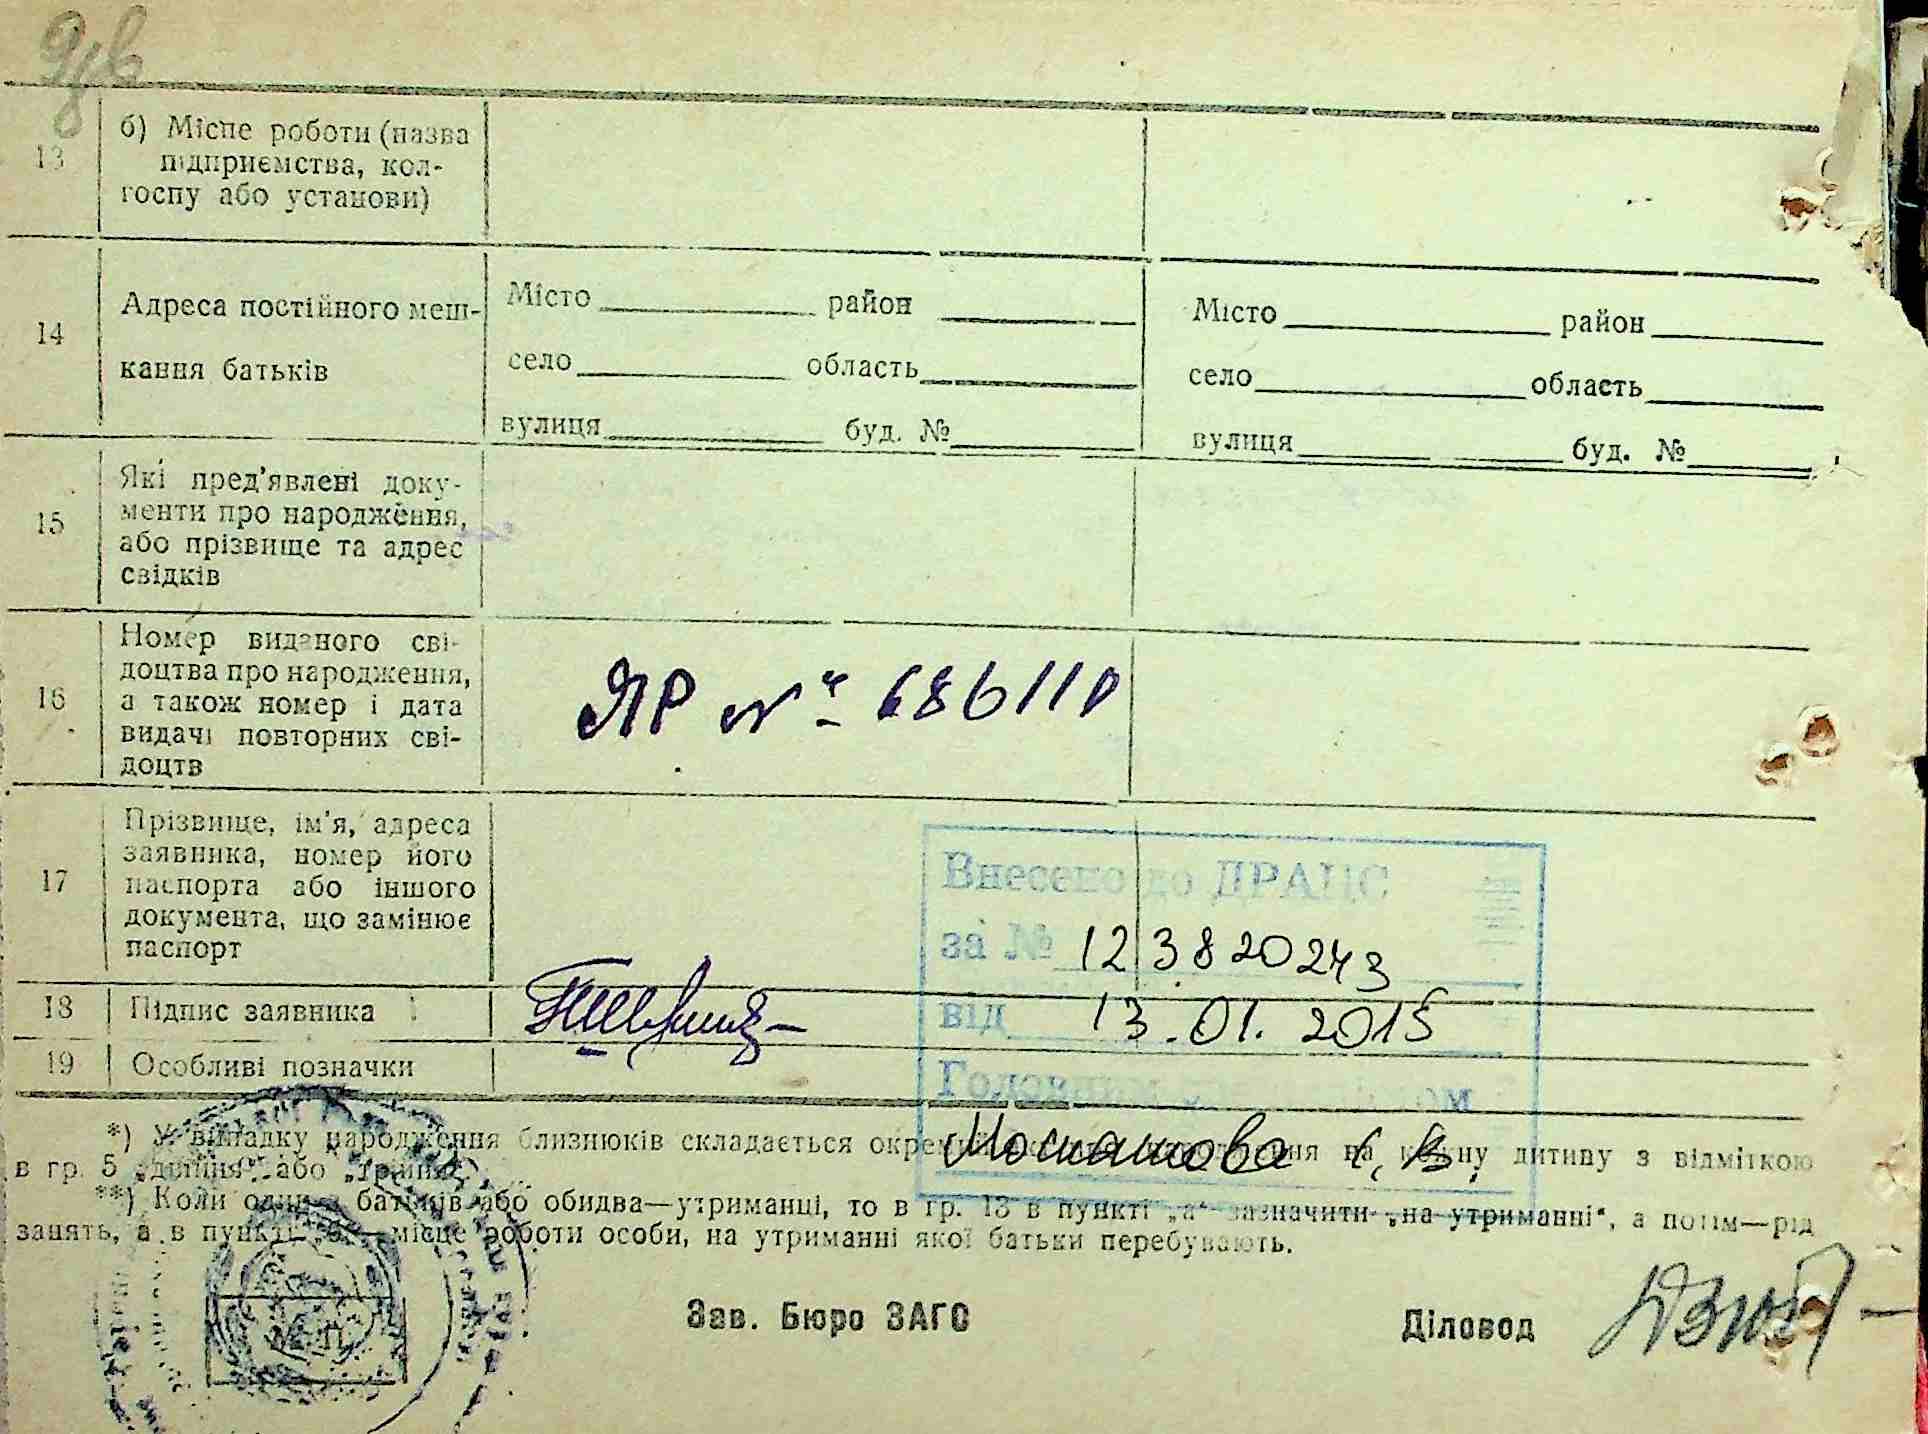 13
б) Місце роботи (назва
підприємства, кол-
госпу або установи)
14
Адреса постійного меш-
кання батьків
Місто район
село область
вулиця буд. №
Місто район
село область
вулиця буд. №
15
Які пред'явлені доку-
менти про народження,
або прізвище та адрес
свідків
16
Номер виданого сві-
доцтва про народження,
а також номер і дата
видачі повторних сві-
доцтв
ЯР №
17
Прізвище, ім'я, адреса
заявника, номер його
паспорта або іншого
документа, що замінює
паспорт
Внесено до ДРАЦС
за № 123820243
від 13.01.2015
18
Підпис заявника
19
Особливі позначки
*) У випадку народження близнюків складається на кожну дитину з відміткою
в гр. 5 „двійня" або „трійня".
**) Коли один з батьків або обидва—утриманці, то в гр. 13 в пункті „а" зазначити „на утриманні", а потім—рід
занять, а в пункті місце роботи особи, на утриманні якої батьки перебувають.
Зав. Бюро ЗАГС
Діловод